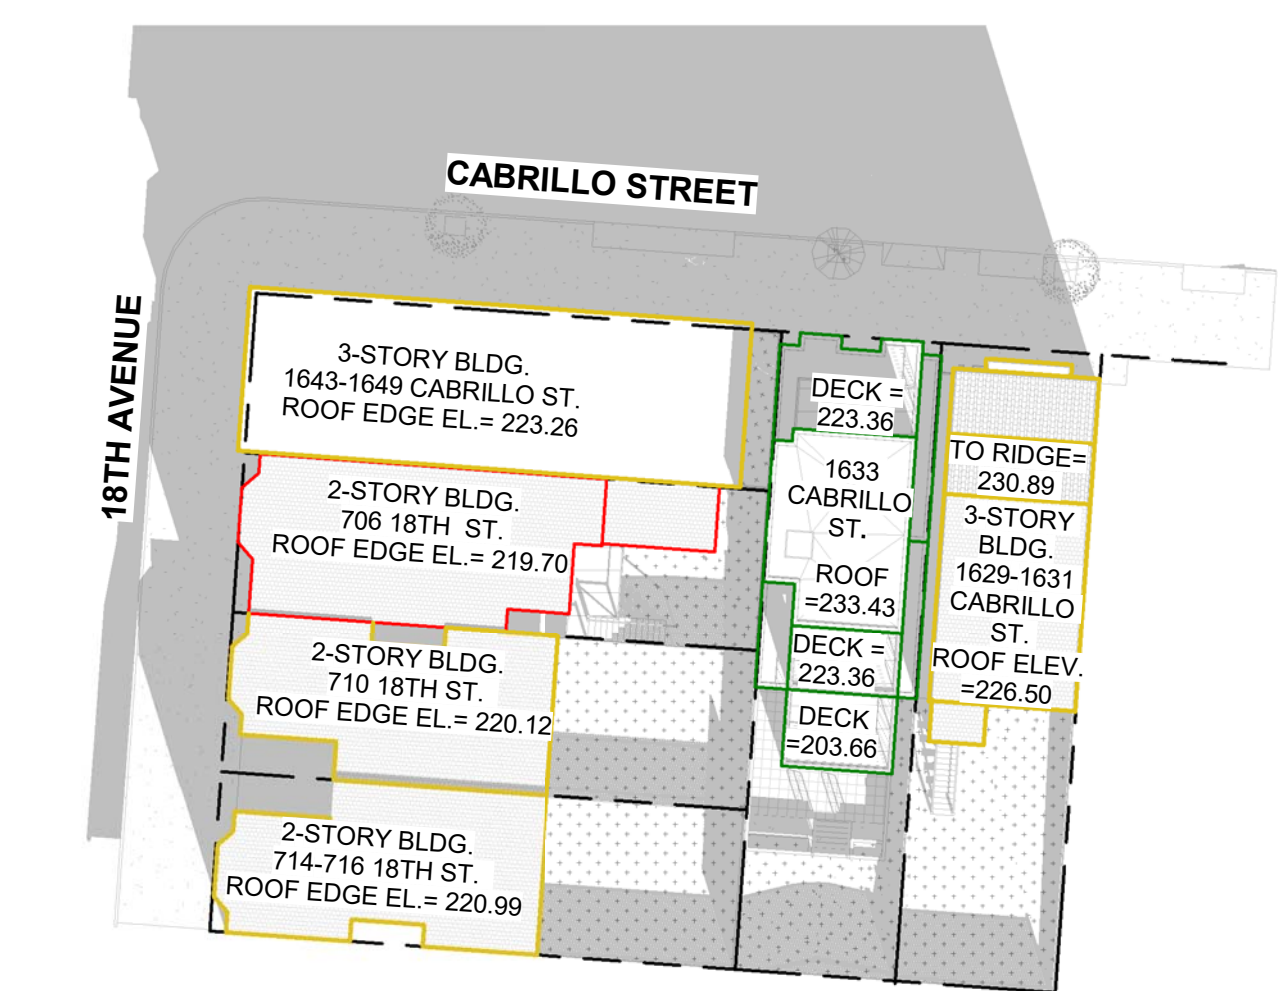 CABRILLO STREET
18TH AVENUE
3-STORY BLDG.
1643-1649 CABRILLO ST.
ROOF EDGE EL.= 223.26
2-STORY BLDG.
706 18TH ST.
ROOF EDGE EL.= 219.70
2-STORY BLDG.
710 18TH ST.
ROOF EDGE EL.= 220.12
2-STORY BLDG.
714-716 18TH ST.
ROOF EDGE EL.= 220.99
DECK =
223.36
1633
CABRILLO
ST.
ROOF
=233.43
DECK =
223.36
DECK
=203.66
TO RIDGE=
230.89
3-STORY
BLDG.
1629-1631
CABRILLO
ST.
ROOF ELEV.
=226.50